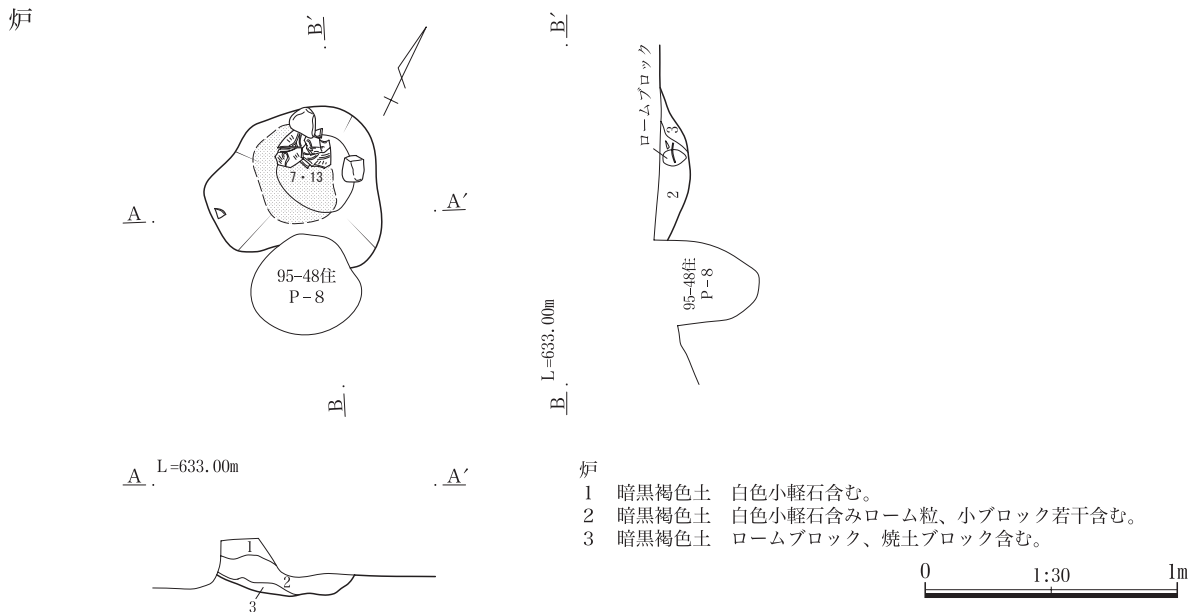 炉
B′
B′
ロームブロック
3
2
7・13
A
A′
95-48住
P-8
95-48住
P-8
L=633.00m
B
B
A
L=633.00m
A′
1
2
3
炉
1 暗黒褐色土 白色小軽石含む。
2 暗黒褐色土 白色小軽石含みローム粒、小ブロック若干含む。
3 暗黒褐色土 ロームブロック、焼土ブロック含む。
0
1:30
1m